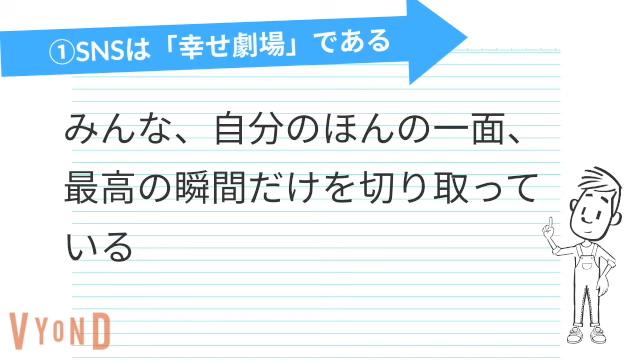 ①SNSは「幸せ劇場」である
みんな、自分のほんの一面、
最高の瞬間だけを切り取って
いる
VYOND